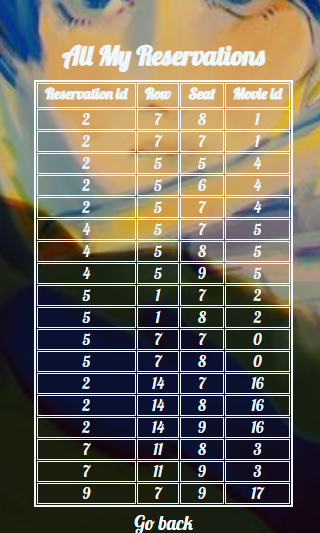 All My Reservations
Reservation id Row Seat Movie id
2 7 8 1
2 7 7 1
2 5 5 4
2 5 6 4
2 5 7 4
4 5 7 5
4 5 8 5
4 5 9 5
5 1 7 2
5 1 8 2
5 7 7 0
5 7 8 0
2 14 7 16
2 14 8 16
2 14 9 16
7 11 8 3
7 11 9 3
9 7 9 17
Go back